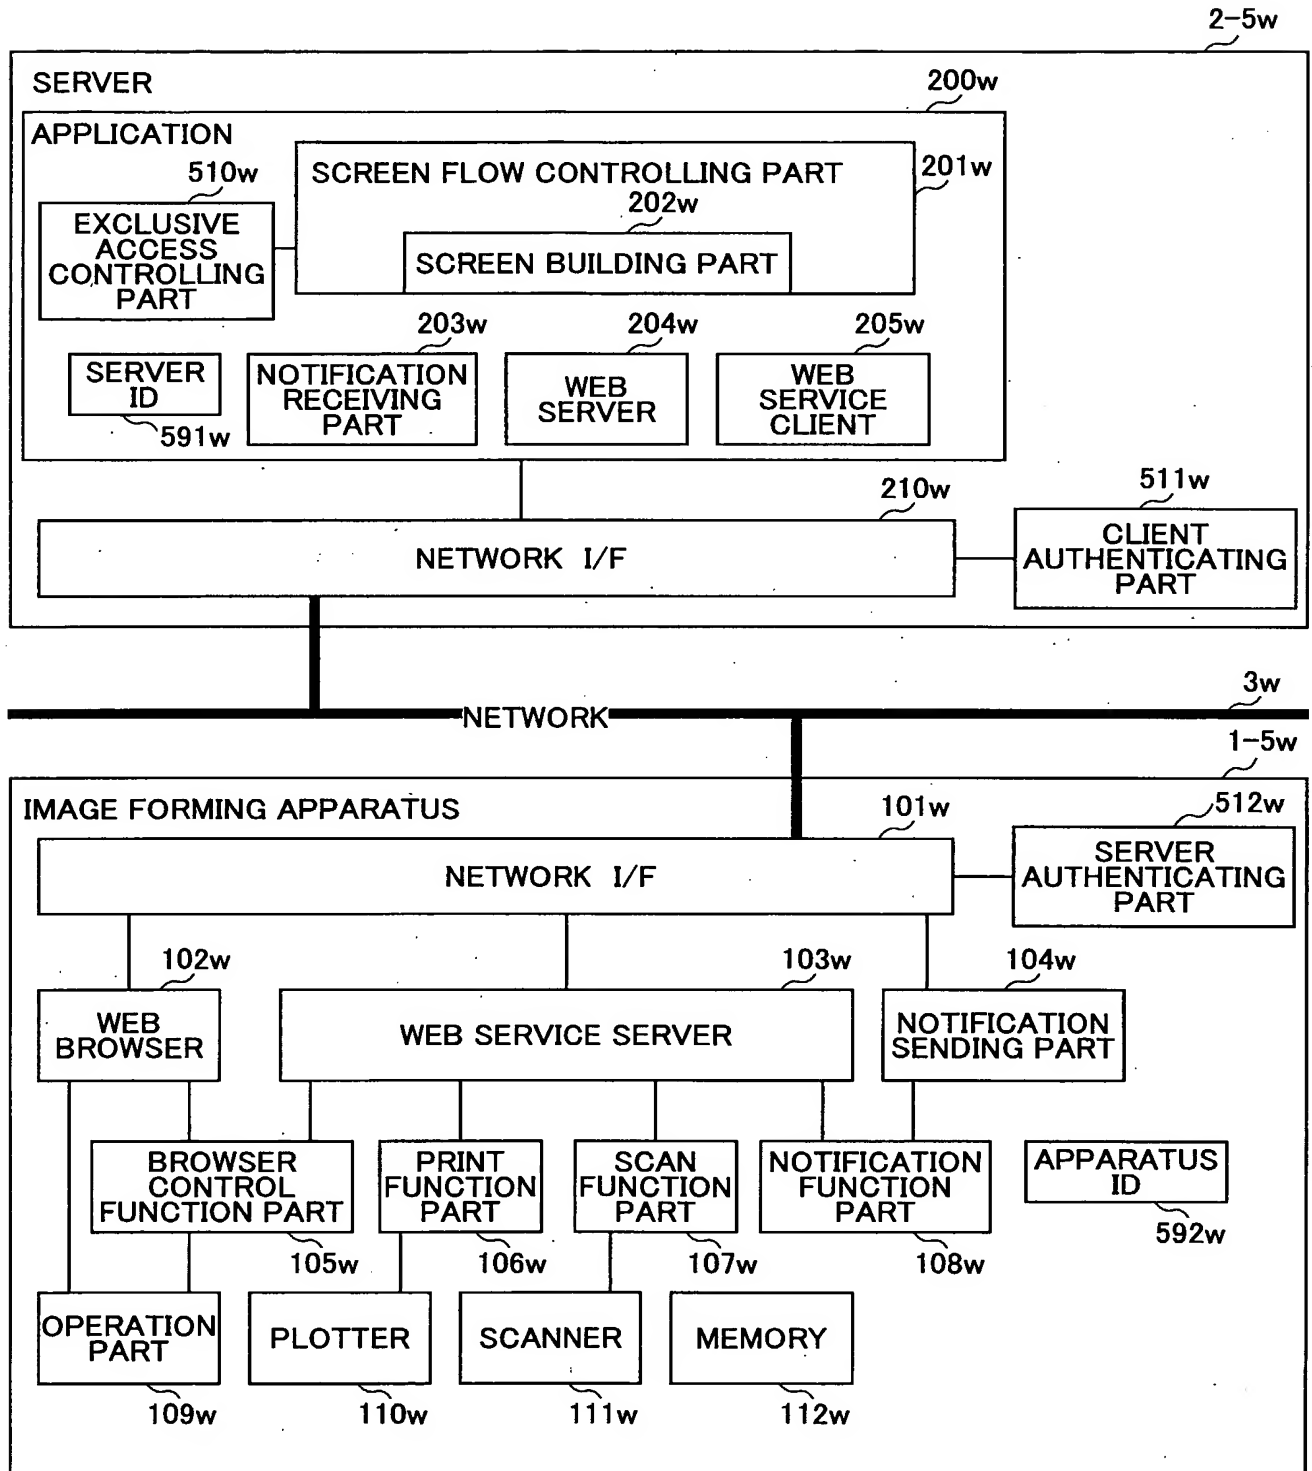 2-5w
SERVER
200w
APPLICATION
510w
SCREEN FLOW CONTROLLING PART
201w
202w
EXCLUSIVE
ACCESS
CONTROLLING
PART
SCREEN BUILDING PART
203w
204w
205w
SERVER
ID
591w
NOTIFICATION
RECEIVING
PART
WEB
SERVER
WEB
SERVICE
CLIENT
210w
511w
NETWORK I/F
CLIENT
AUTHENTICATING
PART
3w
NETWORK
1-5w
IMAGE FORMING APPARATUS
101w
512w
NETWORK I/F
SERVER
AUTHENTICATING
PART
102w
103w
104w
WEB
BROWSER
WEB SERVICE SERVER
NOTIFICATION
SENDING PART
BROWSER
CONTROL
FUNCTION PART
PRINT
FUNCTION
PART
SCAN
FUNCTION
PART
NOTIFICATION
FUNCTION
PART
APPARATUS
ID
105w
106w
107w
108w
592w
OPERATION
PART
PLOTTER
SCANNER
MEMORY
109w
110w
111w
112w